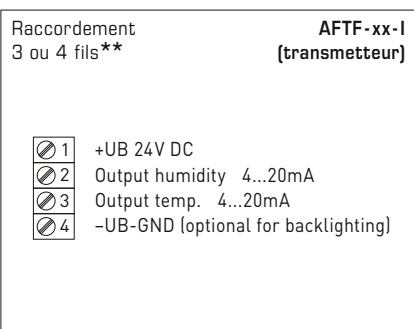 Raccordement AFTF-xx-I
3 ou 4 fils** (transmetteur)
1 +UB 24V DC
2 Output humidity 4...20mA
3 Output temp. 4...20mA
4 –UB-GND (optional for backlighting)